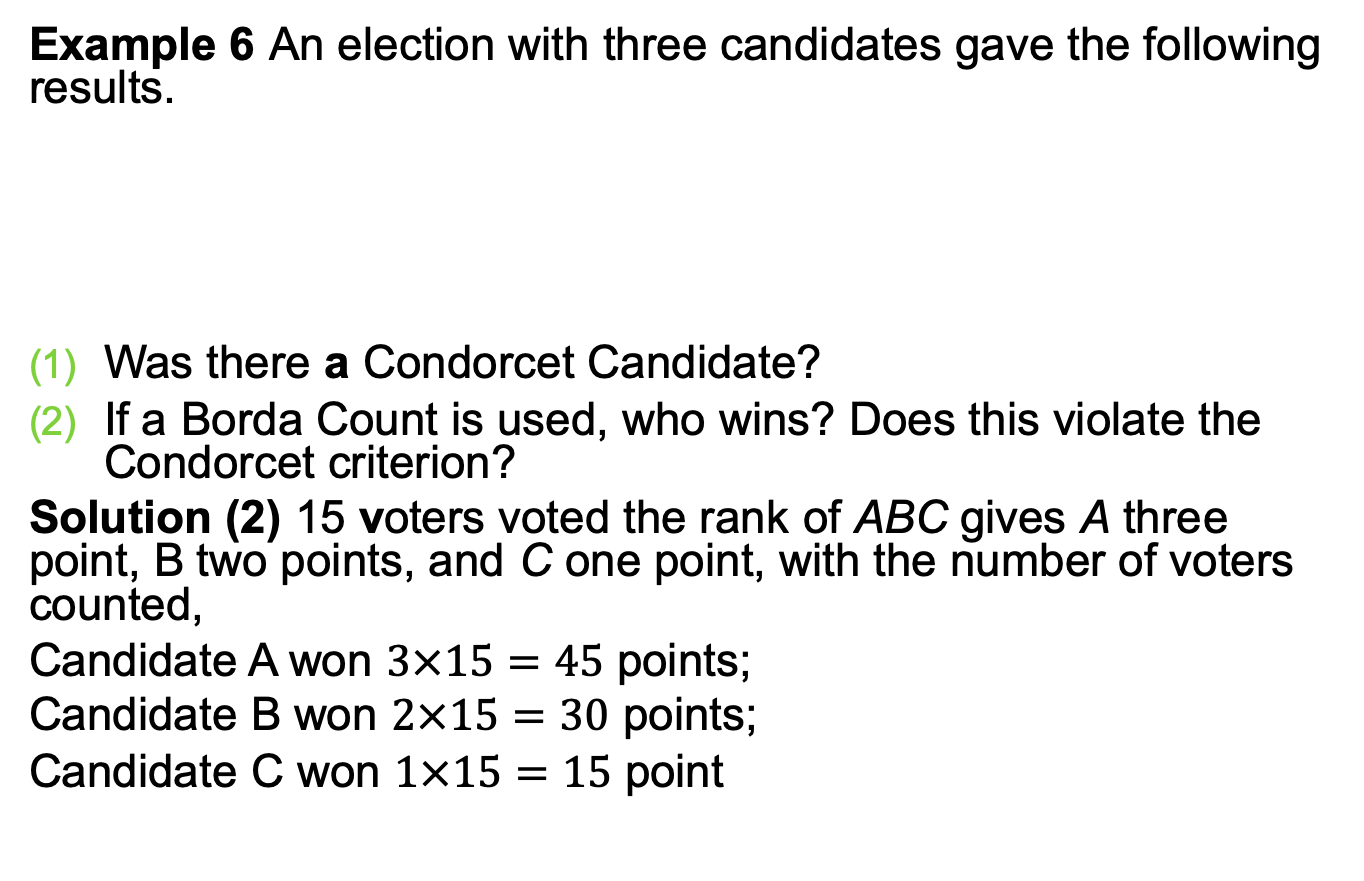 Example 6 An election with three candidates gave the following
results.
(1) Was there a Condorcet Candidate?
(2) If a Borda Count is used, who wins? Does this violate the
Condorcet criterion?
Solution (2) 15 voters voted the rank of ABC gives A three
point, B two points, and C one point, with the number of voters
counted,
Candidate A won 3×15 = 45 points;
Candidate B won 2×15 = 30 points;
Candidate C won 1×15 = 15 point